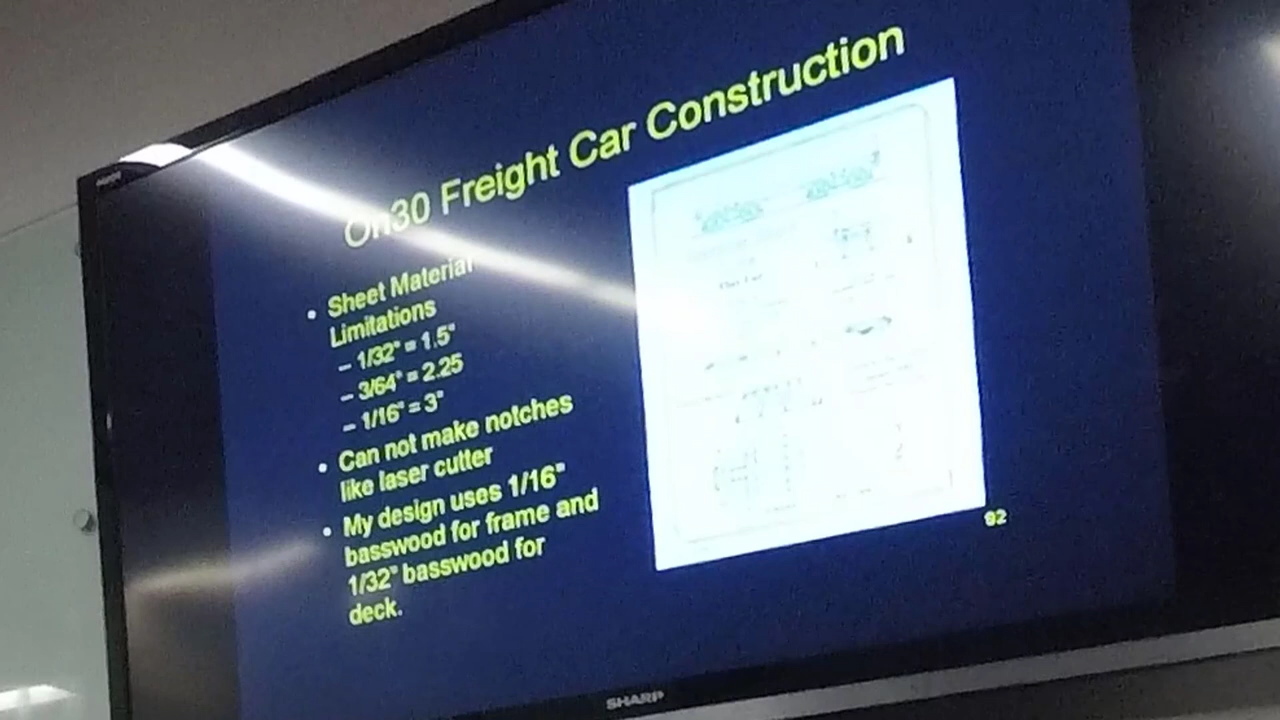 On30 Freight Car Construction
• Sheet Material
Limitations
– 1/32" = 1.5"
– 3/64" = 2.25
– 1/16" = 3"
• Can not make notches
like laser cutter
• My design uses 1/16"
basswood for frame and
1/32" basswood for
deck.
92
SHARP